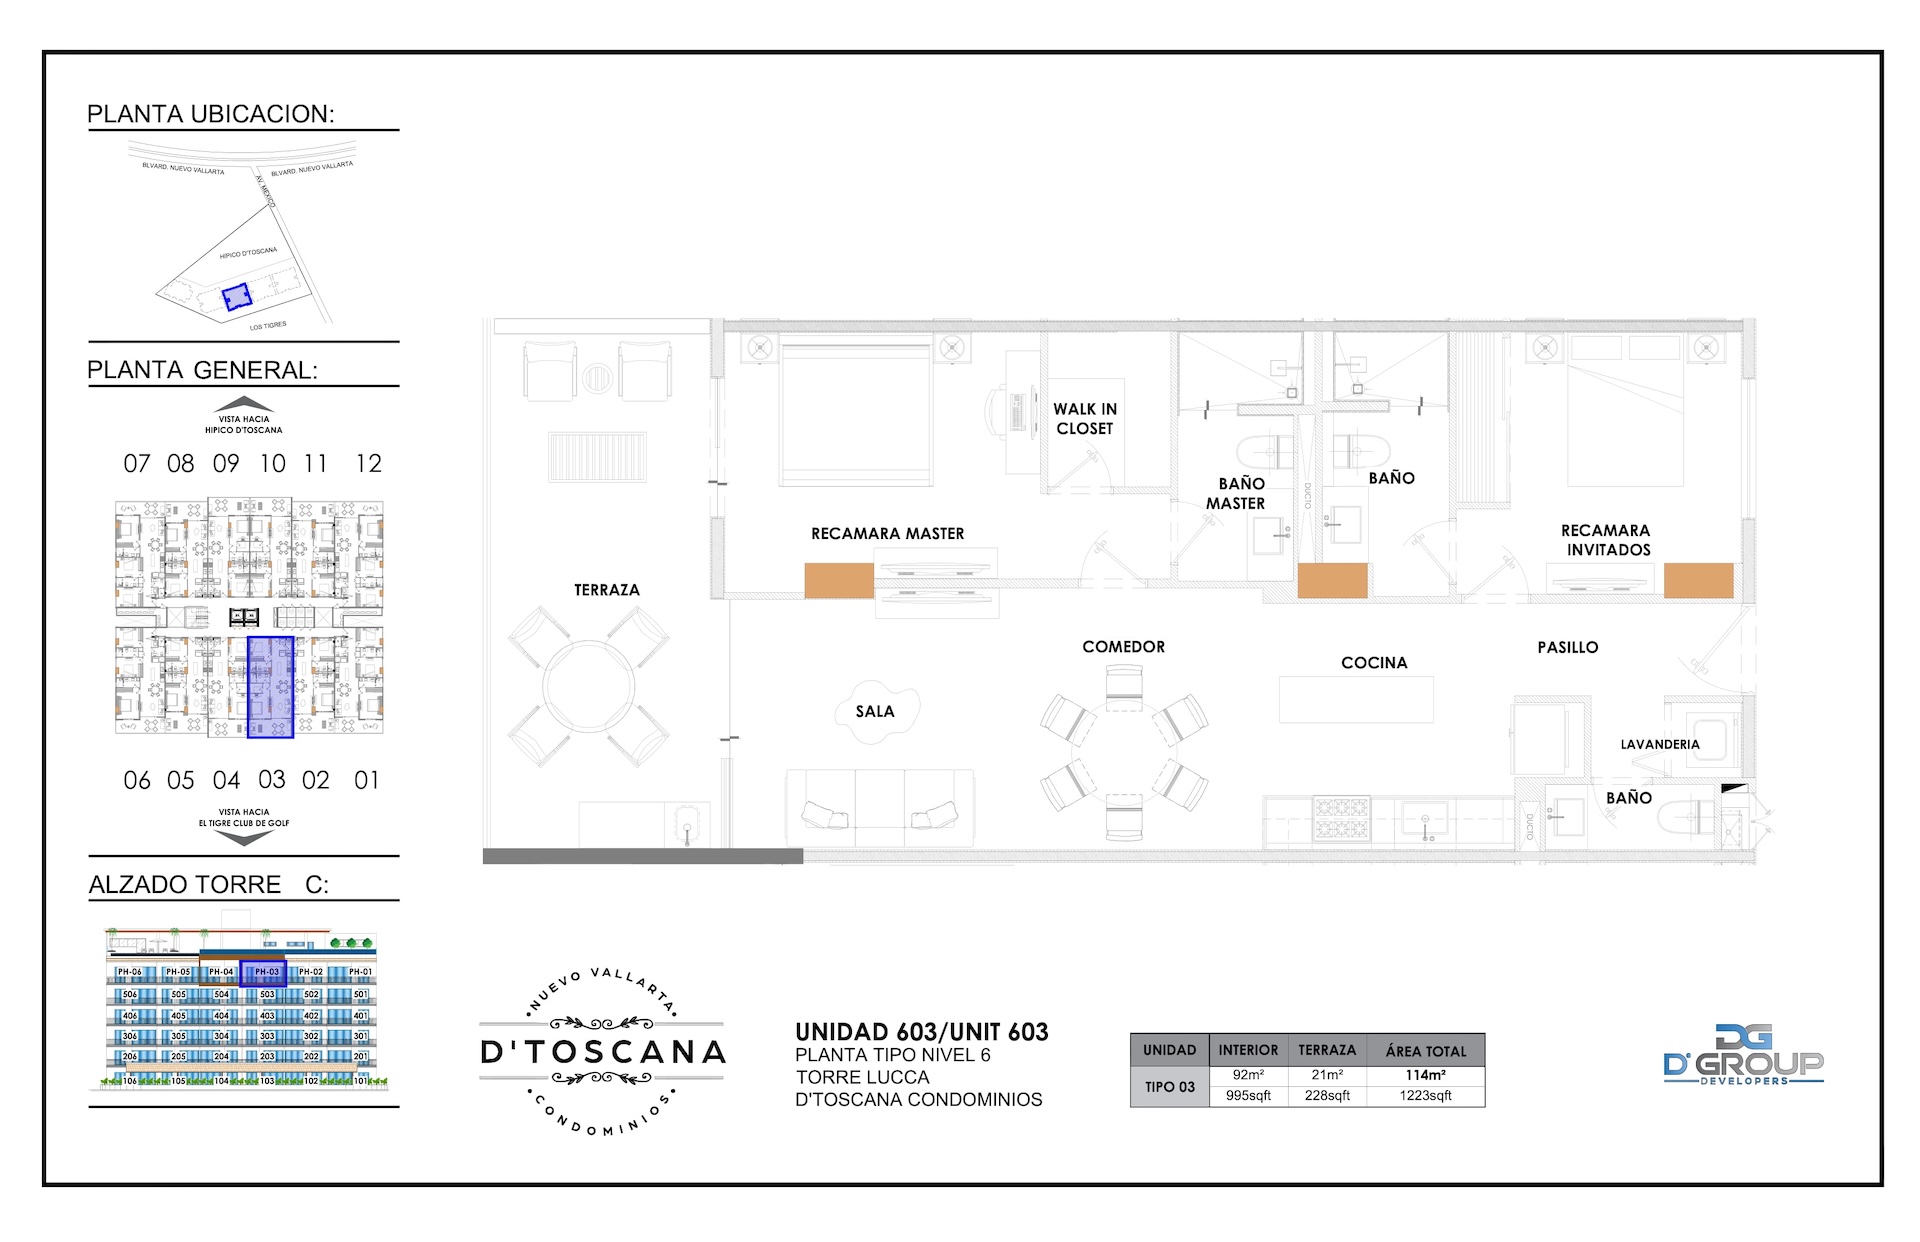 PLANTA UBICACION:
BLVARD. NUEVO VALLARTA
BLVARD. NUEVO VALLARTA
AV. MEXICO
HIPICO D'TOSCANA
LOS TIGRES
PLANTA GENERAL:
VISTA HACIA
HIPICO D'TOSCANA
07 08 09 10 11 12
06 05 04 03 02 01
VISTA HACIA
EL TIGRE CLUB DE GOLF
ALZADO TORRE C:
PH-06 PH-05 PH-04 PH-03 PH-02 PH-01
506 505 504 503 502 501
406 405 404 403 402 401
306 305 304 303 302 301
206 205 204 203 202 201
106 105 104 103 102 101
WALK IN
CLOSET
BAÑO
MASTER
DUCTO
BAÑO
RECAMARA MASTER
RECAMARA
INVITADOS
TERRAZA
COMEDOR
COCINA
PASILLO
SALA
LAVANDERIA
BAÑO
DUCTO
NUEVO VALLARTA
D'TOSCANA
CONDOMINIOS
UNIDAD 603/UNIT 603
PLANTA TIPO NIVEL 6
TORRE LUCCA
D'TOSCANA CONDOMINIOS
UNIDAD INTERIOR TERRAZA ÁREA TOTAL
TIPO 03 92m² 21m² 114m²
995sqft 228sqft 1223sqft
DG
D'GROUP
DEVELOPERS